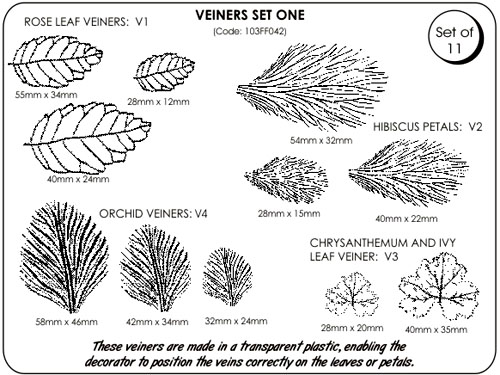 VEINERS SET ONE
(Code: 103FF042)
Set of
11
ROSE LEAF VEINERS: V1
55mm x 34mm
28mm x 12mm
40mm x 24mm
54mm x 32mm
HIBISCUS PETALS: V2
28mm x 15mm
40mm x 22mm
ORCHID VEINERS: V4
58mm x 46mm
42mm x 34mm
32mm x 24mm
CHRYSANTHEMUM AND IVY
LEAF VEINER: V3
28mm x 20mm
40mm x 35mm
These veiners are made in a transparent plastic, enabling the
decorator to position the veins correctly on the leaves or petals.